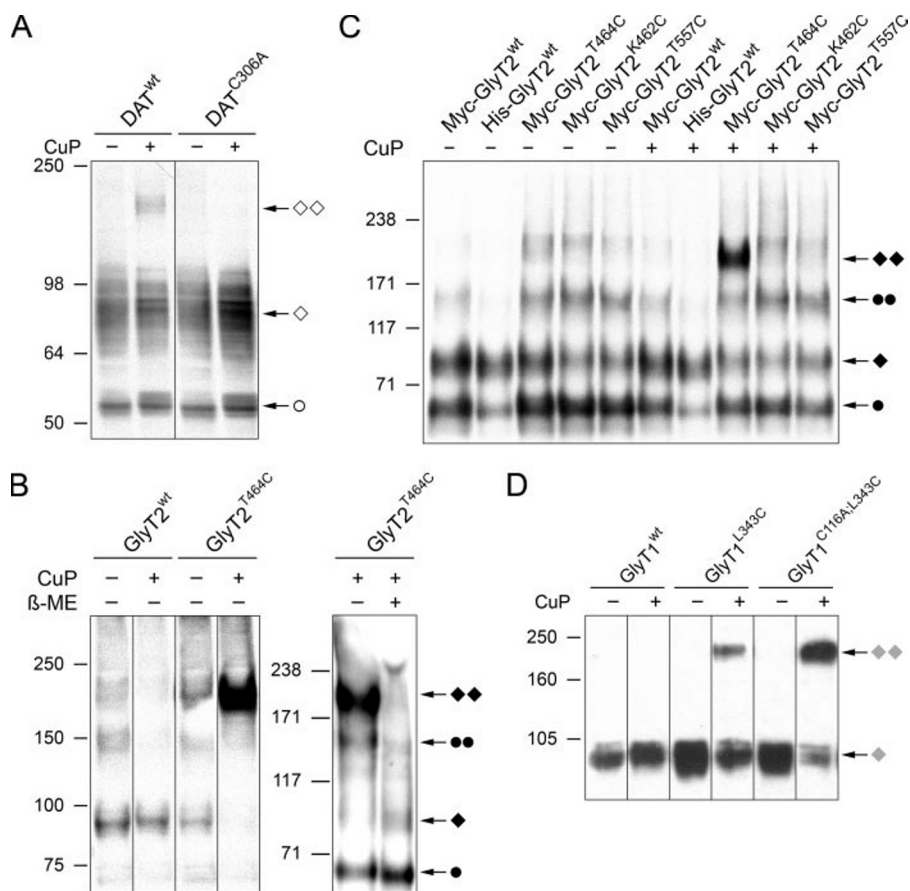 A
DAT^wt DAT^C306A
CuP – + – +
250
98
64
50
C
Myc-GlyT2^wt His-GlyT2^wt Myc-GlyT2^T464C Myc-GlyT2^K462C Myc-GlyT2^T557C Myc-GlyT2^wt His-GlyT2^wt Myc-GlyT2^T464C Myc-GlyT2^K462C Myc-GlyT2^T557C
CuP – – – – – + + + + +
238
171
117
71
B
GlyT2^wt GlyT2^T464C GlyT2^T464C
CuP – + – + + +
ß-ME – – – – – +
250
150
100
75
238
171
117
71
D
GlyT1^wt GlyT1^L343C GlyT1^C116A;L343C
CuP – + – + – +
250
160
105